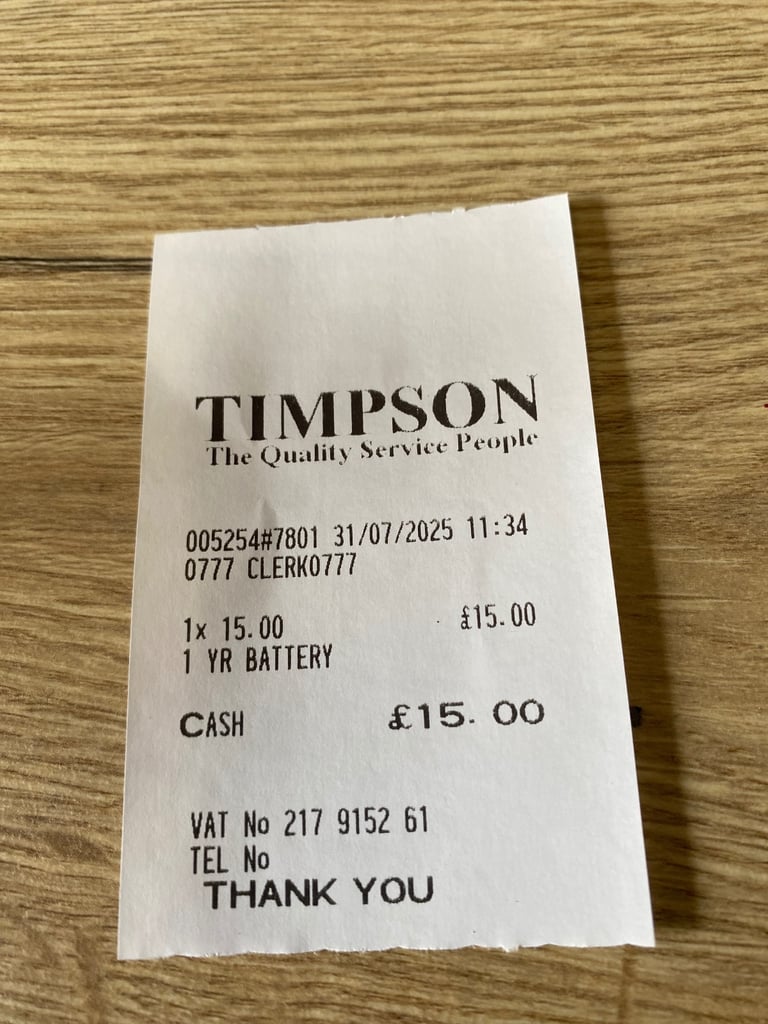 TIMPSON
The Quality Service People
005254#7801 31/07/2025 11:34
0777 CLERK0777
1x 15.00 £15.00
1 YR BATTERY
CASH £15.00
VAT No 217 9152 61
TEL No
THANK YOU